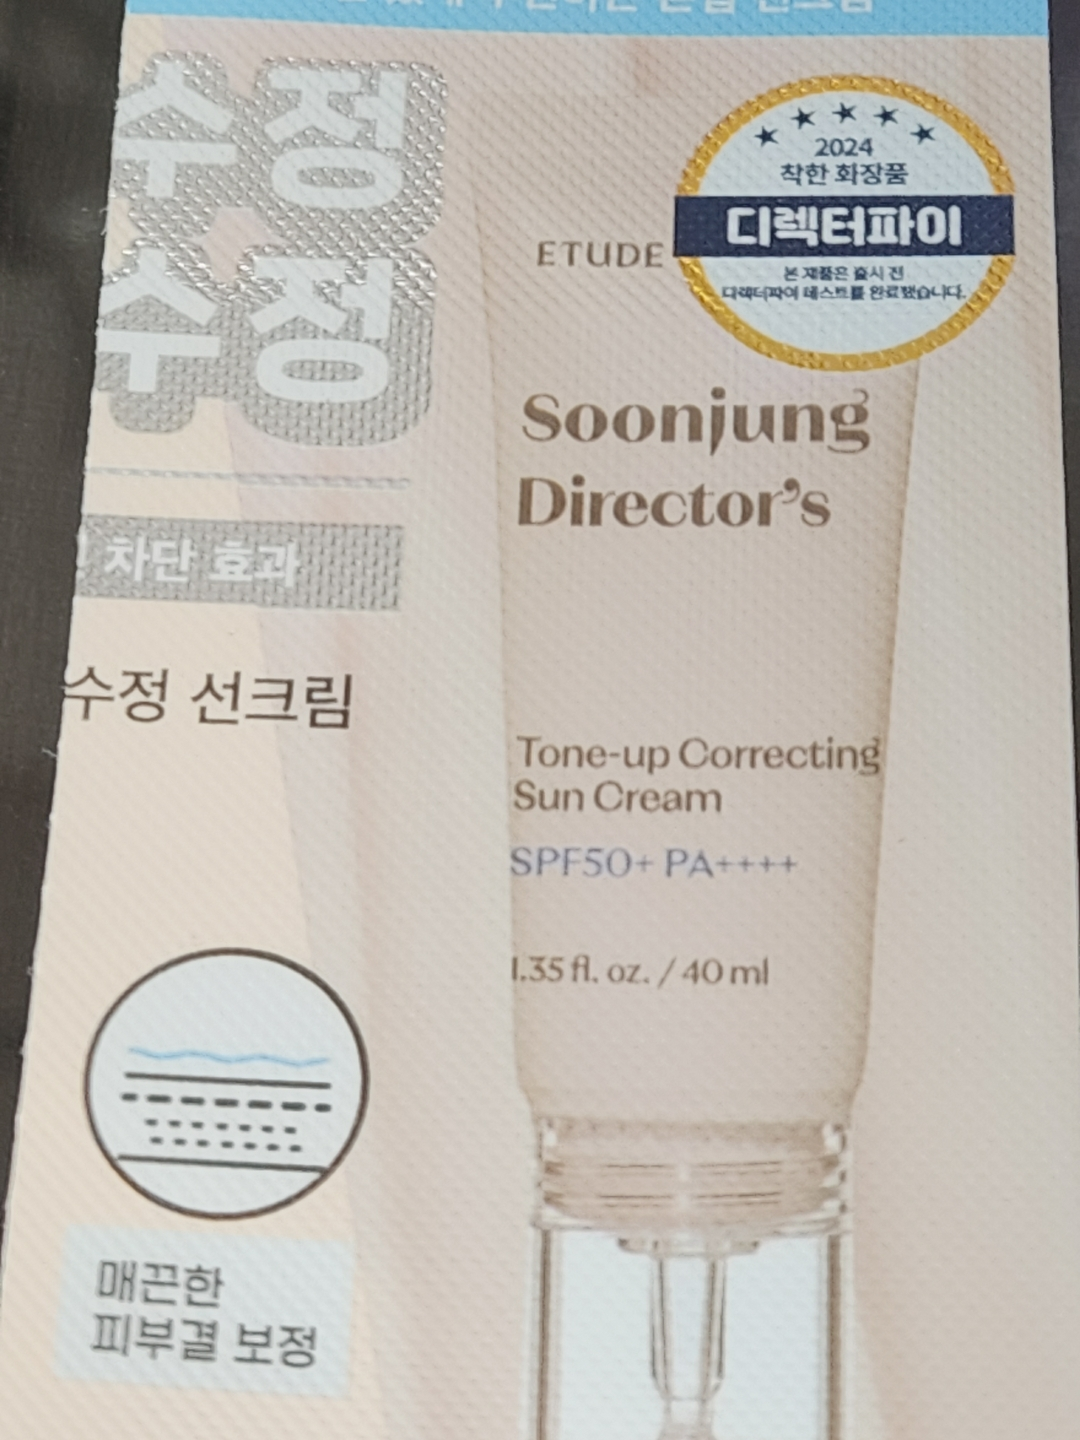 선크림
수정
수정
차단 효과
수정 선크림
2024
착한 화장품
디렉터파이
본 제품은 출시 전
디렉터파이 테스트를 완료했습니다.
ETUDE
Soonjung
Director's
Tone-up Correcting
Sun Cream
SPF50+ PA++++
1.35 fl. oz. / 40 ml
매끈한
피부결 보정